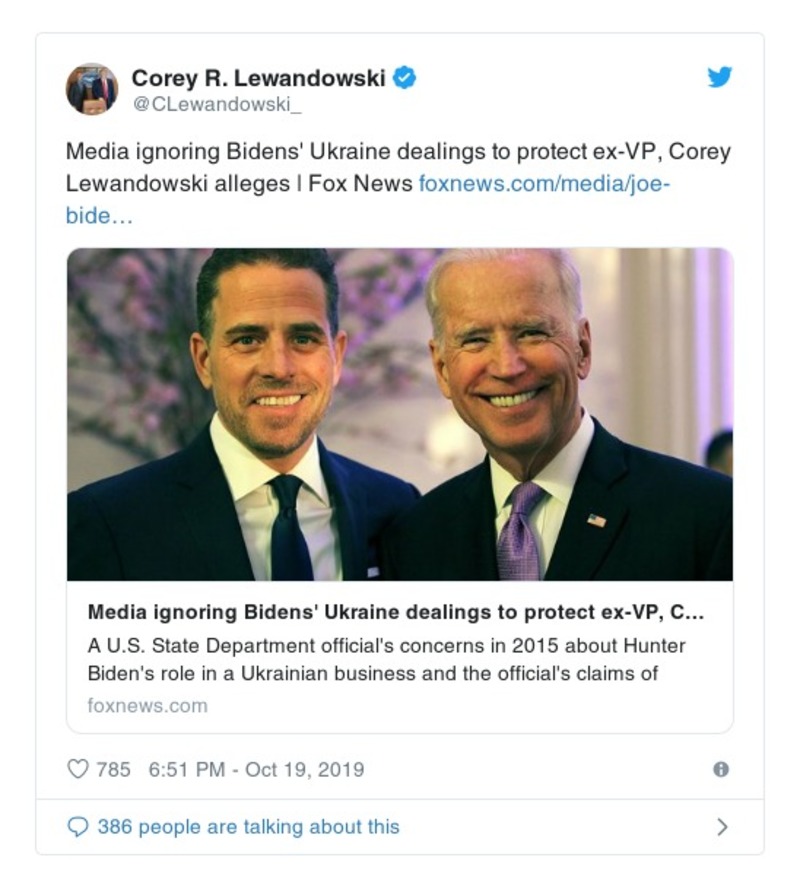 Corey R. Lewandowski
@CLewandowski_
Media ignoring Bidens' Ukraine dealings to protect ex-VP, Corey
Lewandowski alleges | Fox News foxnews.com/media/joe-
bide…
Media ignoring Bidens' Ukraine dealings to protect ex-VP, C...
A U.S. State Department official's concerns in 2015 about Hunter
Biden's role in a Ukrainian business and the official's claims of
foxnews.com
785 6:51 PM - Oct 19, 2019
386 people are talking about this